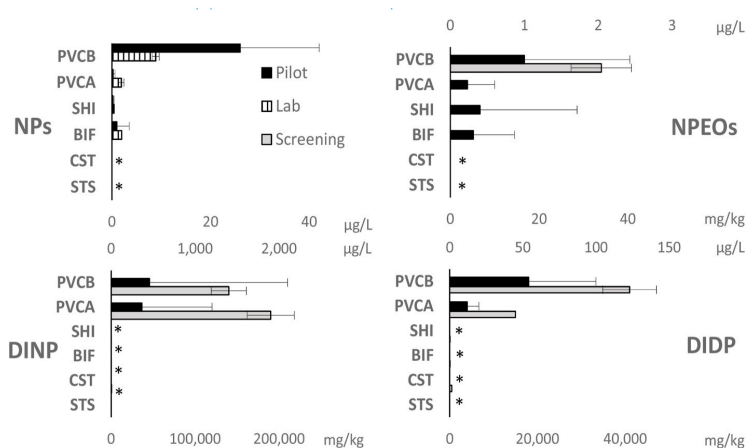 0 1 2 3
µg/L
PVCB
PVCA
SHI
BIF
CST *
STS *
NPs
Pilot
Lab
Screening
0 20 40
µg/L
PVCB
PVCA
SHI
BIF
CST *
STS *
NPEOs
0 20 40 mg/kg
0 1,000 2,000 µg/L
PVCB
PVCA
SHI *
BIF *
CST *
STS *
DINP
0 100,000 200,000 mg/kg
0 50 100 150 µg/L
PVCB
PVCA
SHI *
BIF *
CST *
STS *
DIDP
0 20,000 40,000 mg/kg